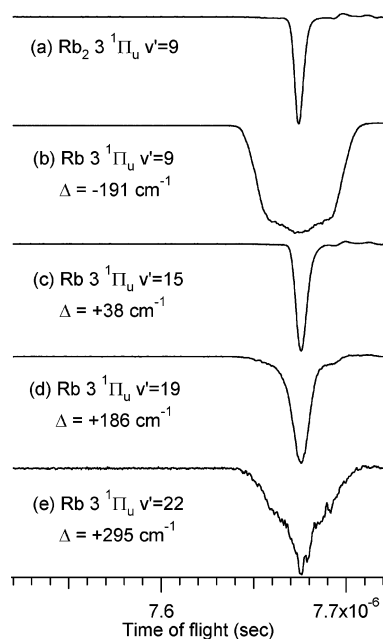 (a) Rb₂ 3 ¹Πᵤ v'=9
(b) Rb 3 ¹Πᵤ v'=9
Δ = -191 cm⁻¹
(c) Rb 3 ¹Πᵤ v'=15
Δ = +38 cm⁻¹
(d) Rb 3 ¹Πᵤ v'=19
Δ = +186 cm⁻¹
(e) Rb 3 ¹Πᵤ v'=22
Δ = +295 cm⁻¹
7.6 7.7x10⁻⁶
Time of flight (sec)